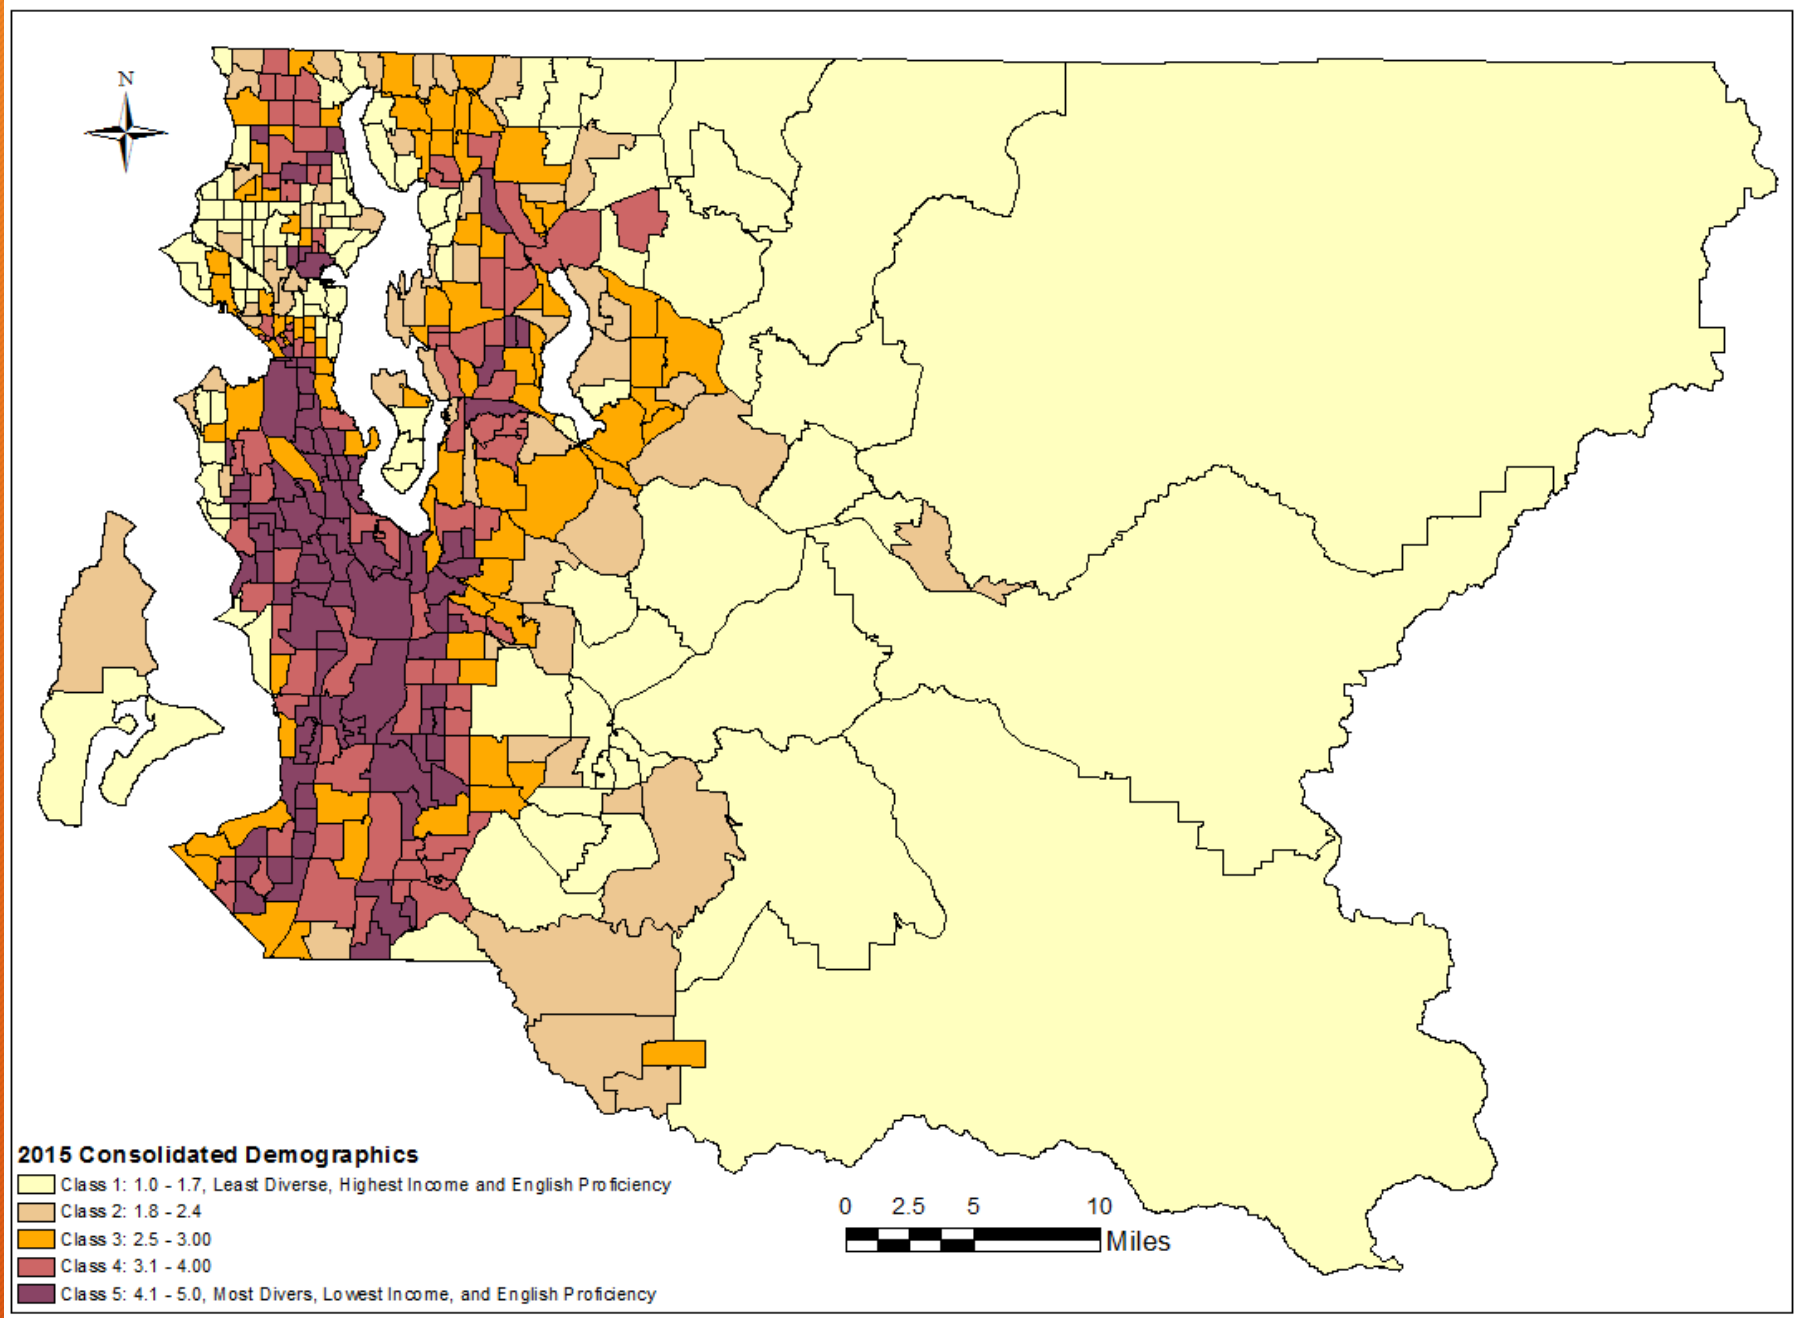 N
2015 Consolidated Demographics
Class 1: 1.0 - 1.7, Least Diverse, Highest Income and English Proficiency
Class 2: 1.8 - 2.4
Class 3: 2.5 - 3.00
Class 4: 3.1 - 4.00
Class 5: 4.1 - 5.0, Most Divers, Lowest Income, and English Proficiency
0 2.5 5 10
Miles